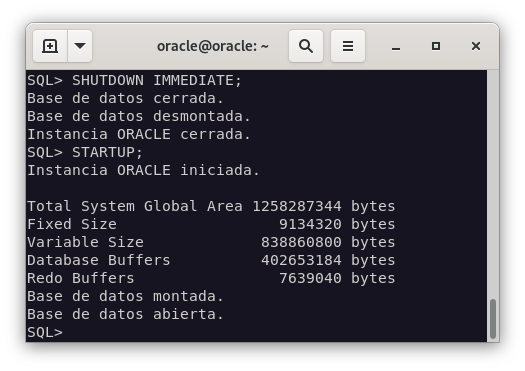 oracle@oracle: ~
SQL> SHUTDOWN IMMEDIATE;
Base de datos cerrada.
Base de datos desmontada.
Instancia ORACLE cerrada.
SQL> STARTUP;
Instancia ORACLE iniciada.
Total System Global Area 1258287344 bytes
Fixed Size 9134320 bytes
Variable Size 838860800 bytes
Database Buffers 402653184 bytes
Redo Buffers 7639040 bytes
Base de datos montada.
Base de datos abierta.
SQL>